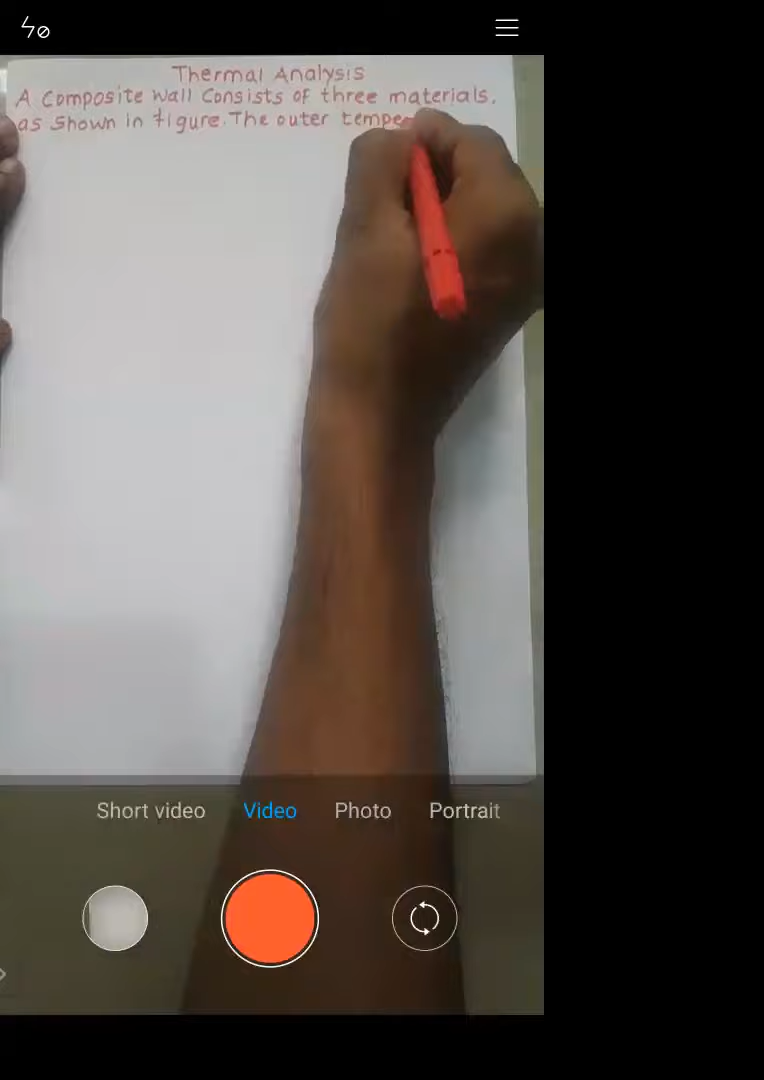 Thermal Analysis
A Composite wall Consists of three materials,
as shown in figure. The outer tempe
Short video Video Photo Portrait